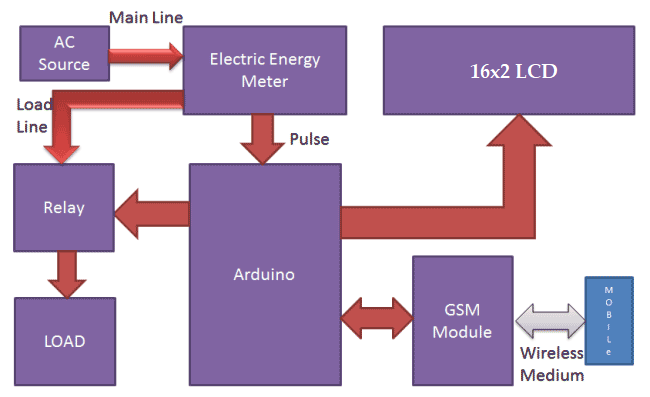 Main Line
AC
Source
Electric Energy
Meter
16x2 LCD
Load
Line
Pulse
Relay
Arduino
GSM
Module
MOBILe
LOAD
Wireless
Medium